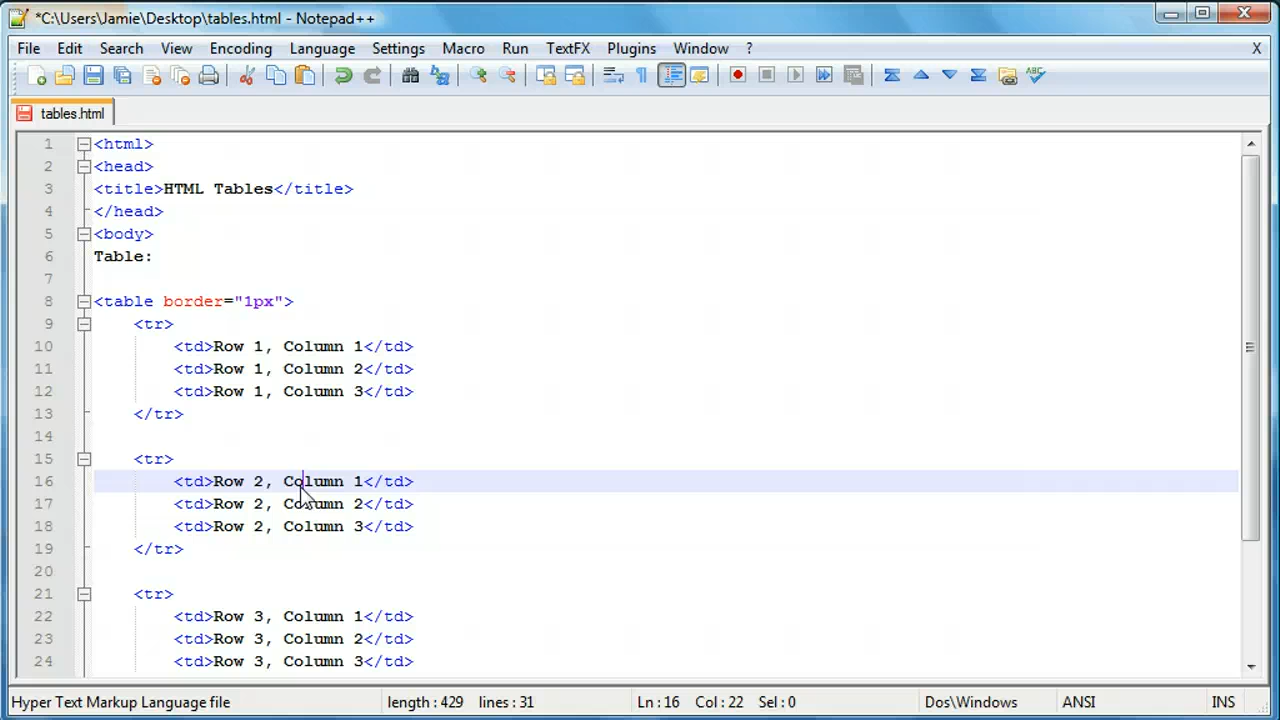 *C:\Users\Jamie\Desktop\tables.html - Notepad++
File Edit Search View Encoding Language Settings Macro Run TextFX Plugins Window ? X
tables.html
1 <html>
2 <head>
3 <title>HTML Tables</title>
4 </head>
5 <body>
6 Table:
7
8 <table border="1px">
9 <tr>
10 <td>Row 1, Column 1</td>
11 <td>Row 1, Column 2</td>
12 <td>Row 1, Column 3</td>
13 </tr>
14
15 <tr>
16 <td>Row 2, Column 1</td>
17 <td>Row 2, Column 2</td>
18 <td>Row 2, Column 3</td>
19 </tr>
20
21 <tr>
22 <td>Row 3, Column 1</td>
23 <td>Row 3, Column 2</td>
24 <td>Row 3, Column 3</td>
Hyper Text Markup Language file length : 429 lines : 31 Ln : 16 Col : 22 Sel : 0 Dos\Windows ANSI INS